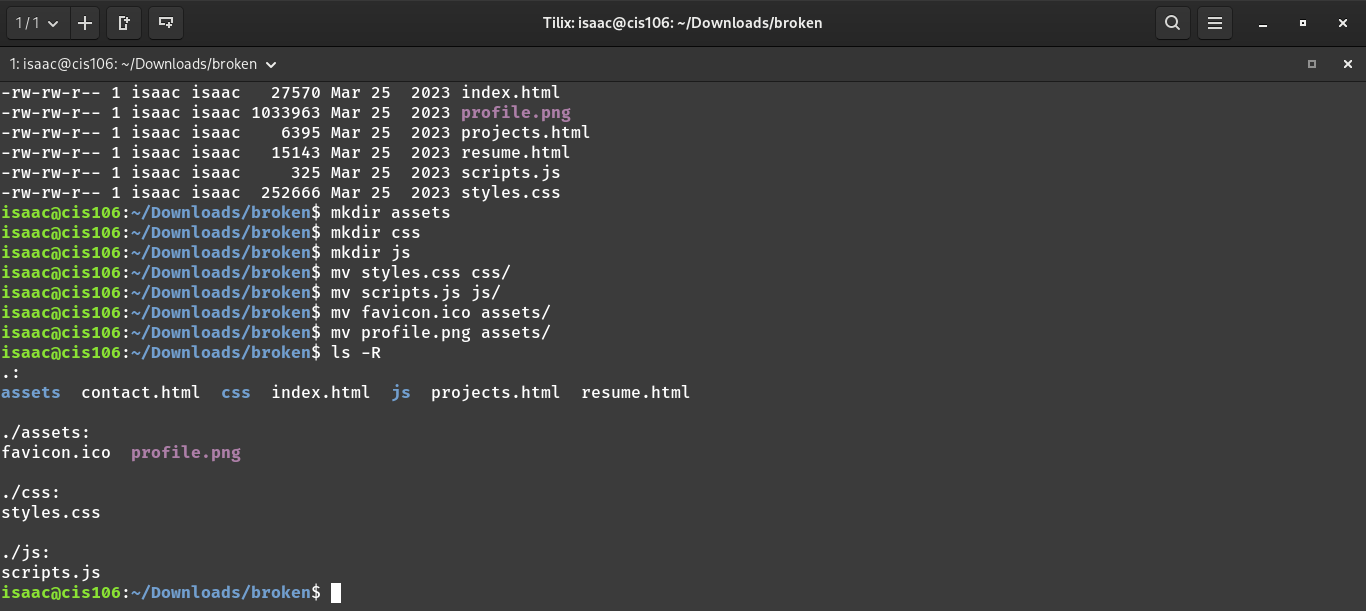 1 / 1
Tilix: isaac@cis106: ~/Downloads/broken
1: isaac@cis106: ~/Downloads/broken
-rw-rw-r-- 1 isaac isaac   27570 Mar 25  2023 index.html
-rw-rw-r-- 1 isaac isaac 1033963 Mar 25  2023 profile.png
-rw-rw-r-- 1 isaac isaac    6395 Mar 25  2023 projects.html
-rw-rw-r-- 1 isaac isaac   15143 Mar 25  2023 resume.html
-rw-rw-r-- 1 isaac isaac     325 Mar 25  2023 scripts.js
-rw-rw-r-- 1 isaac isaac  252666 Mar 25  2023 styles.css
isaac@cis106:~/Downloads/broken$ mkdir assets
isaac@cis106:~/Downloads/broken$ mkdir css
isaac@cis106:~/Downloads/broken$ mkdir js
isaac@cis106:~/Downloads/broken$ mv styles.css css/
isaac@cis106:~/Downloads/broken$ mv scripts.js js/
isaac@cis106:~/Downloads/broken$ mv favicon.ico assets/
isaac@cis106:~/Downloads/broken$ mv profile.png assets/
isaac@cis106:~/Downloads/broken$ ls -R
.:
assets  contact.html  css  index.html  js  projects.html  resume.html
./assets:
favicon.ico  profile.png
./css:
styles.css
./js:
scripts.js
isaac@cis106:~/Downloads/broken$